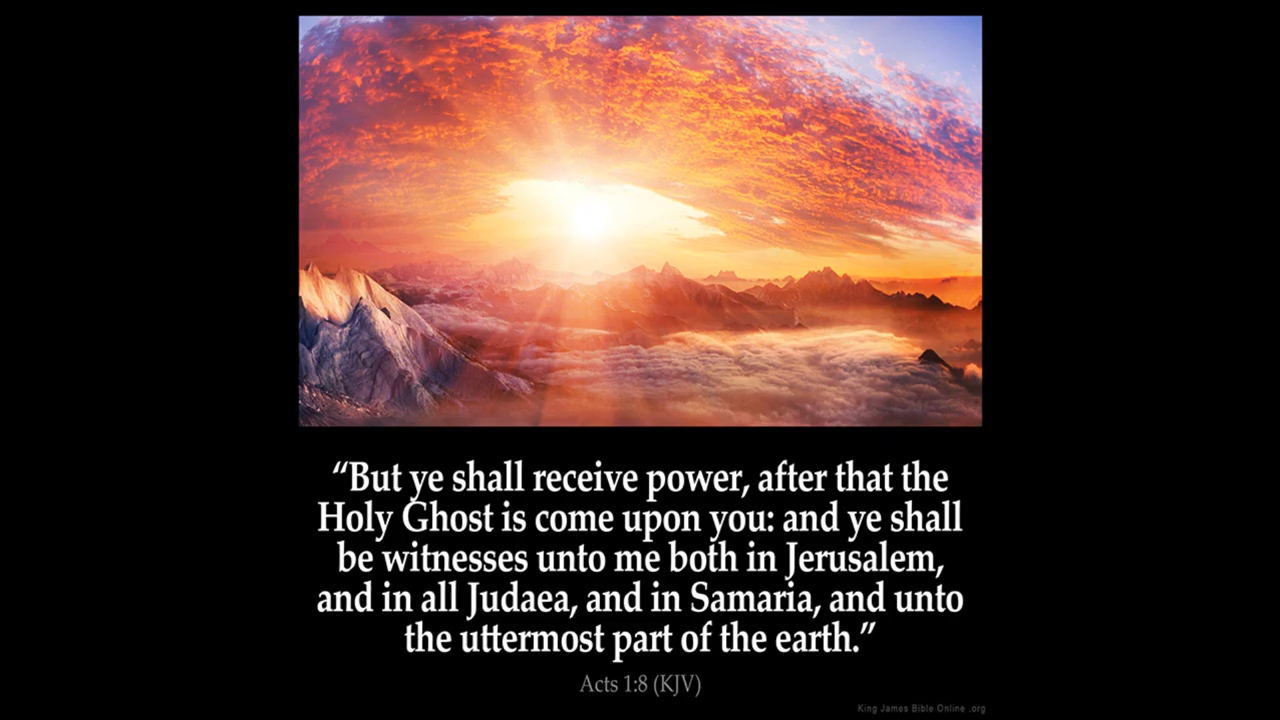 “But ye shall receive power, after that the
Holy Ghost is come upon you: and ye shall
be witnesses unto me both in Jerusalem,
and in all Judaea, and in Samaria, and unto
the uttermost part of the earth.”
Acts 1:8 (KJV)
King James Bible Online .org